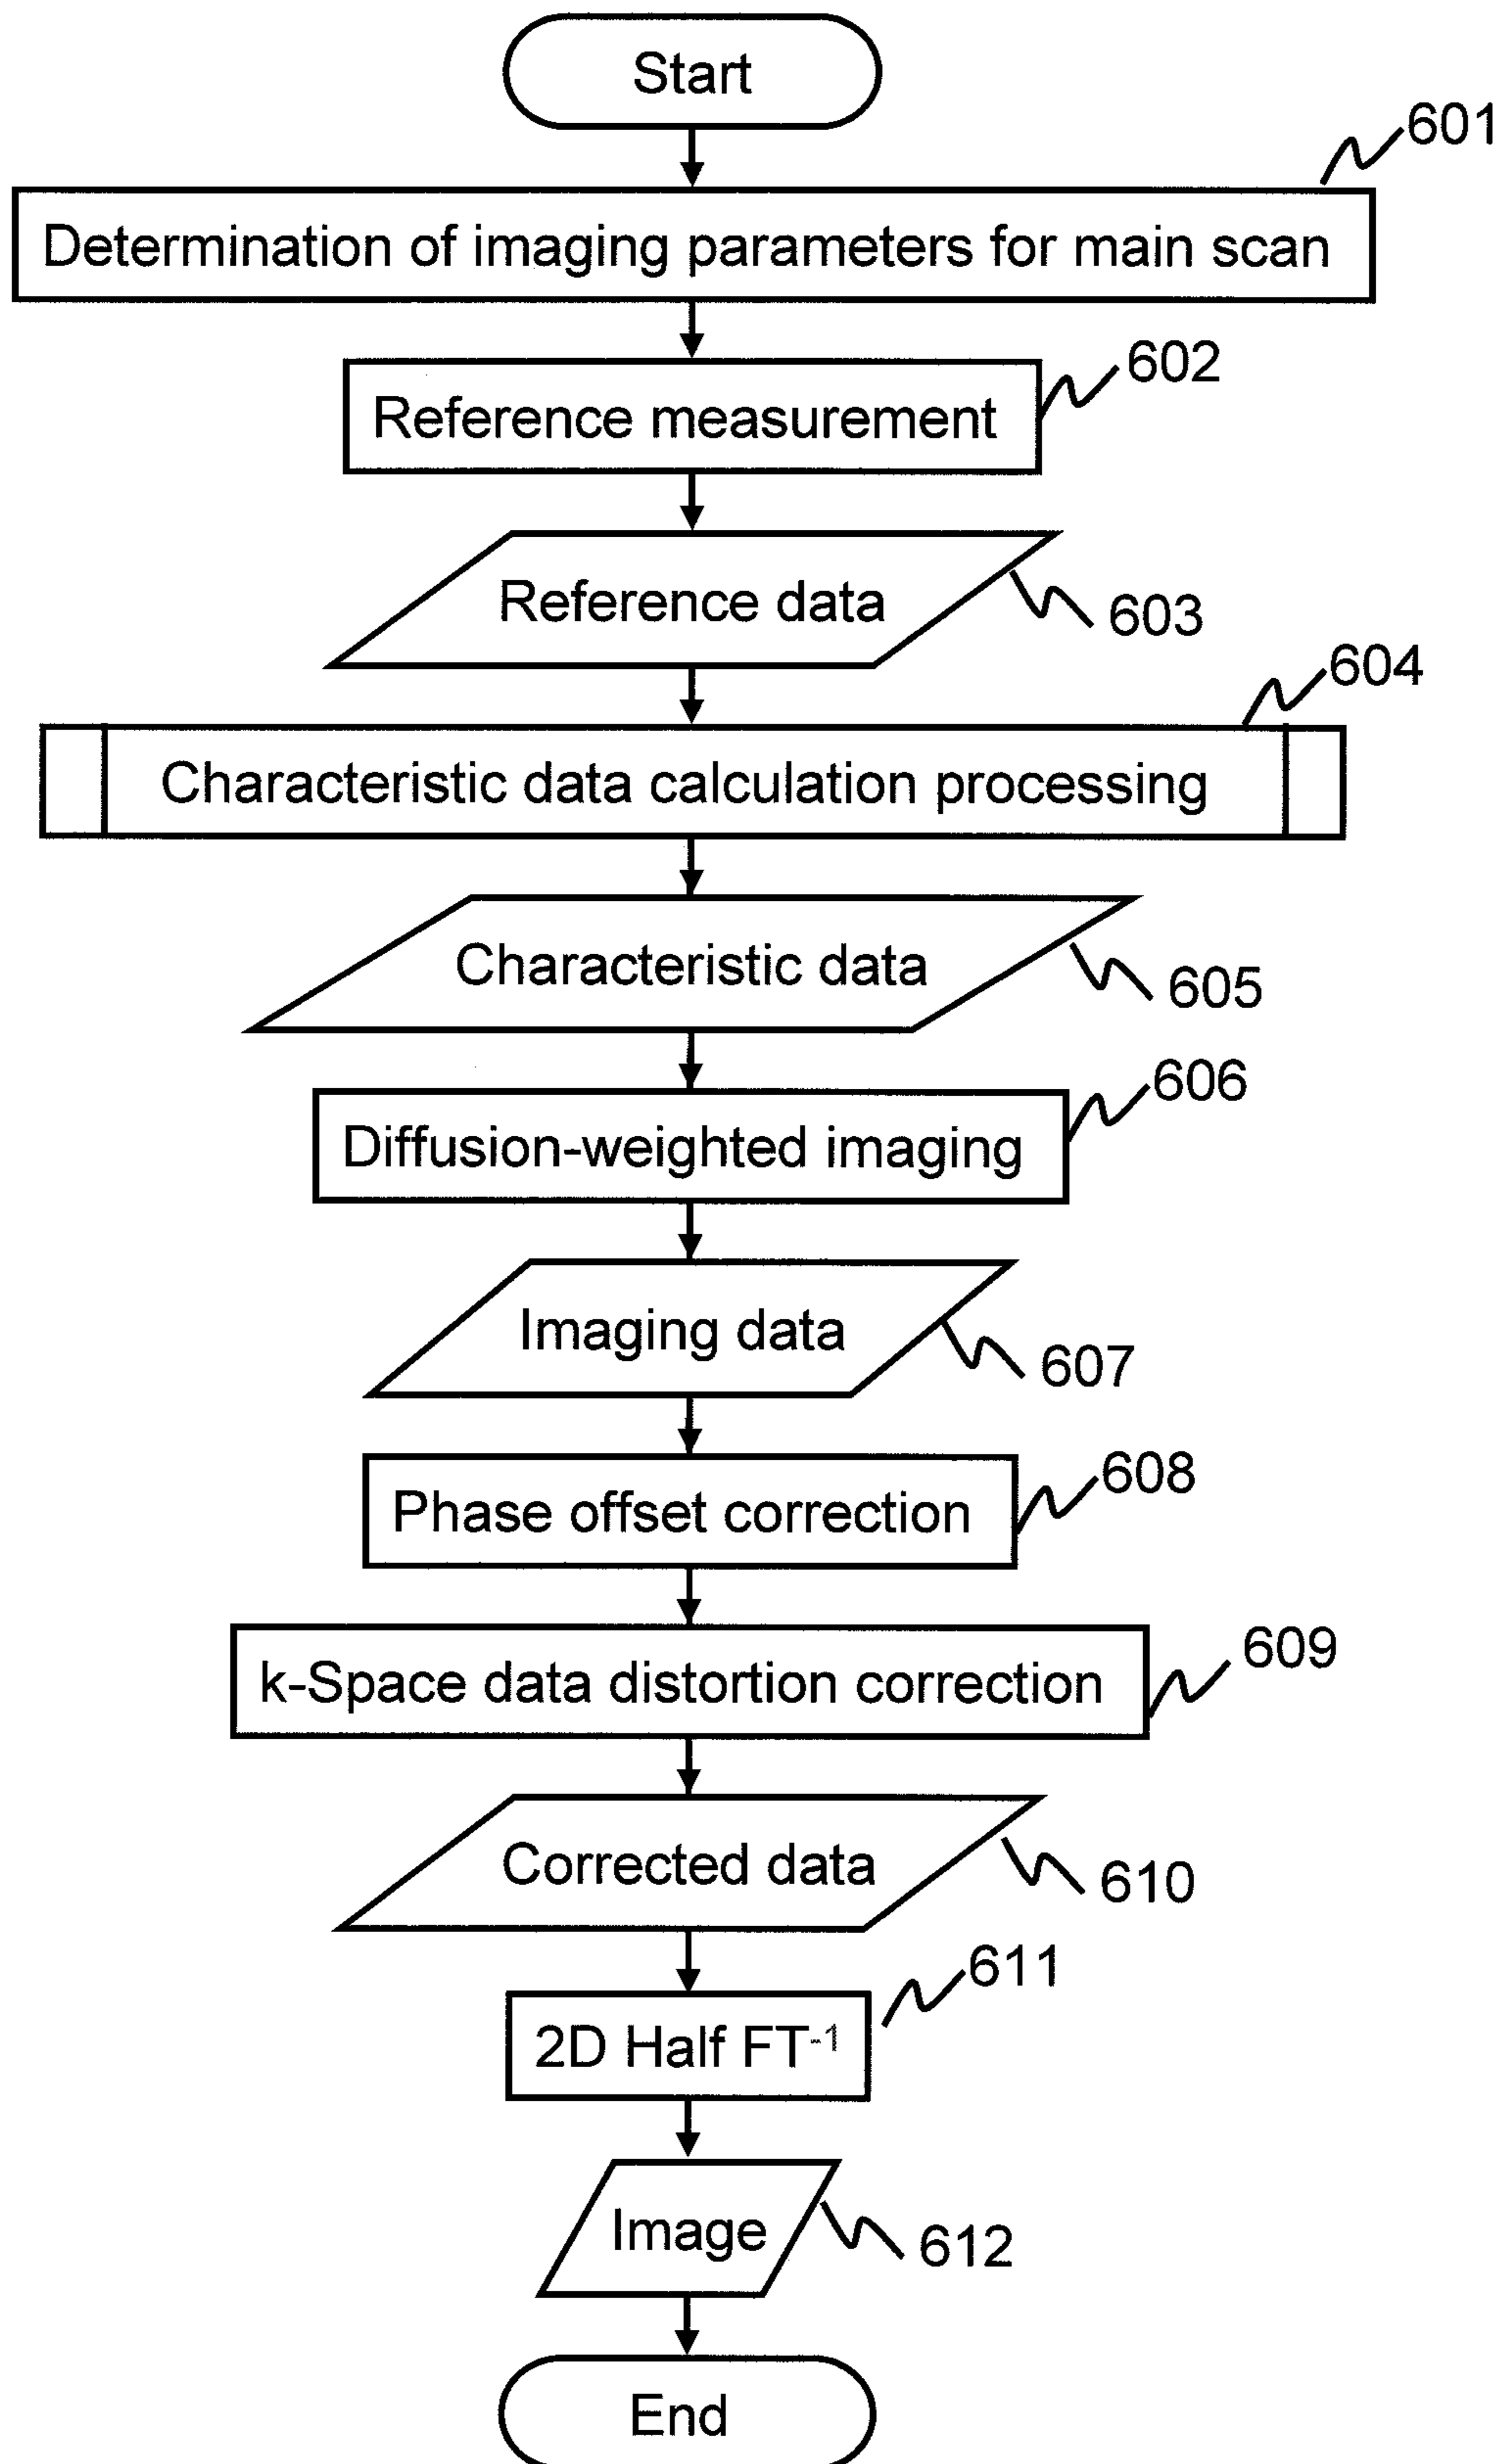 Start
601
Determination of imaging parameters for main scan
602
Reference measurement
Reference data
603
604
Characteristic data calculation processing
Characteristic data
605
606
Diffusion-weighted imaging
Imaging data
607
608
Phase offset correction
609
k-Space data distortion correction
Corrected data
610
611
2D Half FT⁻¹
Image
612
End